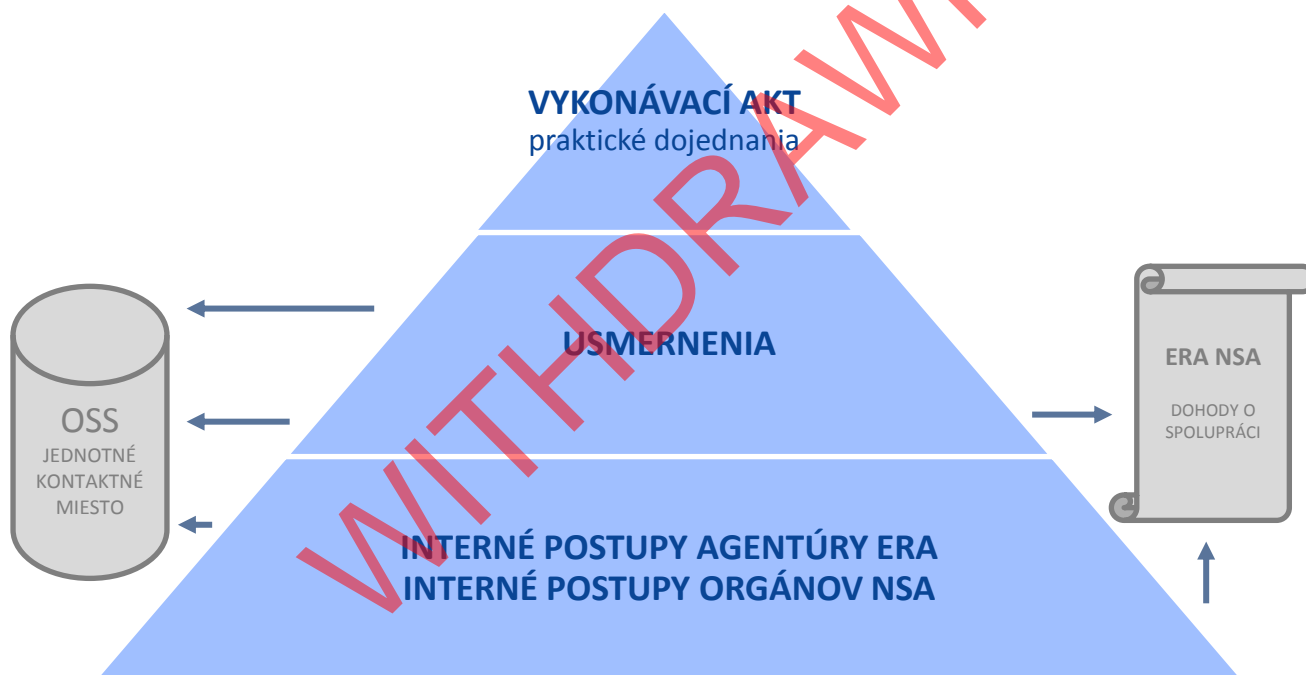 VYKONÁVACÍ AKT
praktické dojednania
USMERNENIA
INTERNÉ POSTUPY AGENTÚRY ERA
INTERNÉ POSTUPY ORGÁNOV NSA
OSS
JEDNOTNÉ
KONTAKTNÉ
MIESTO
ERA NSA
DOHODY O
SPOLUPRÁCI
WITHDRAW